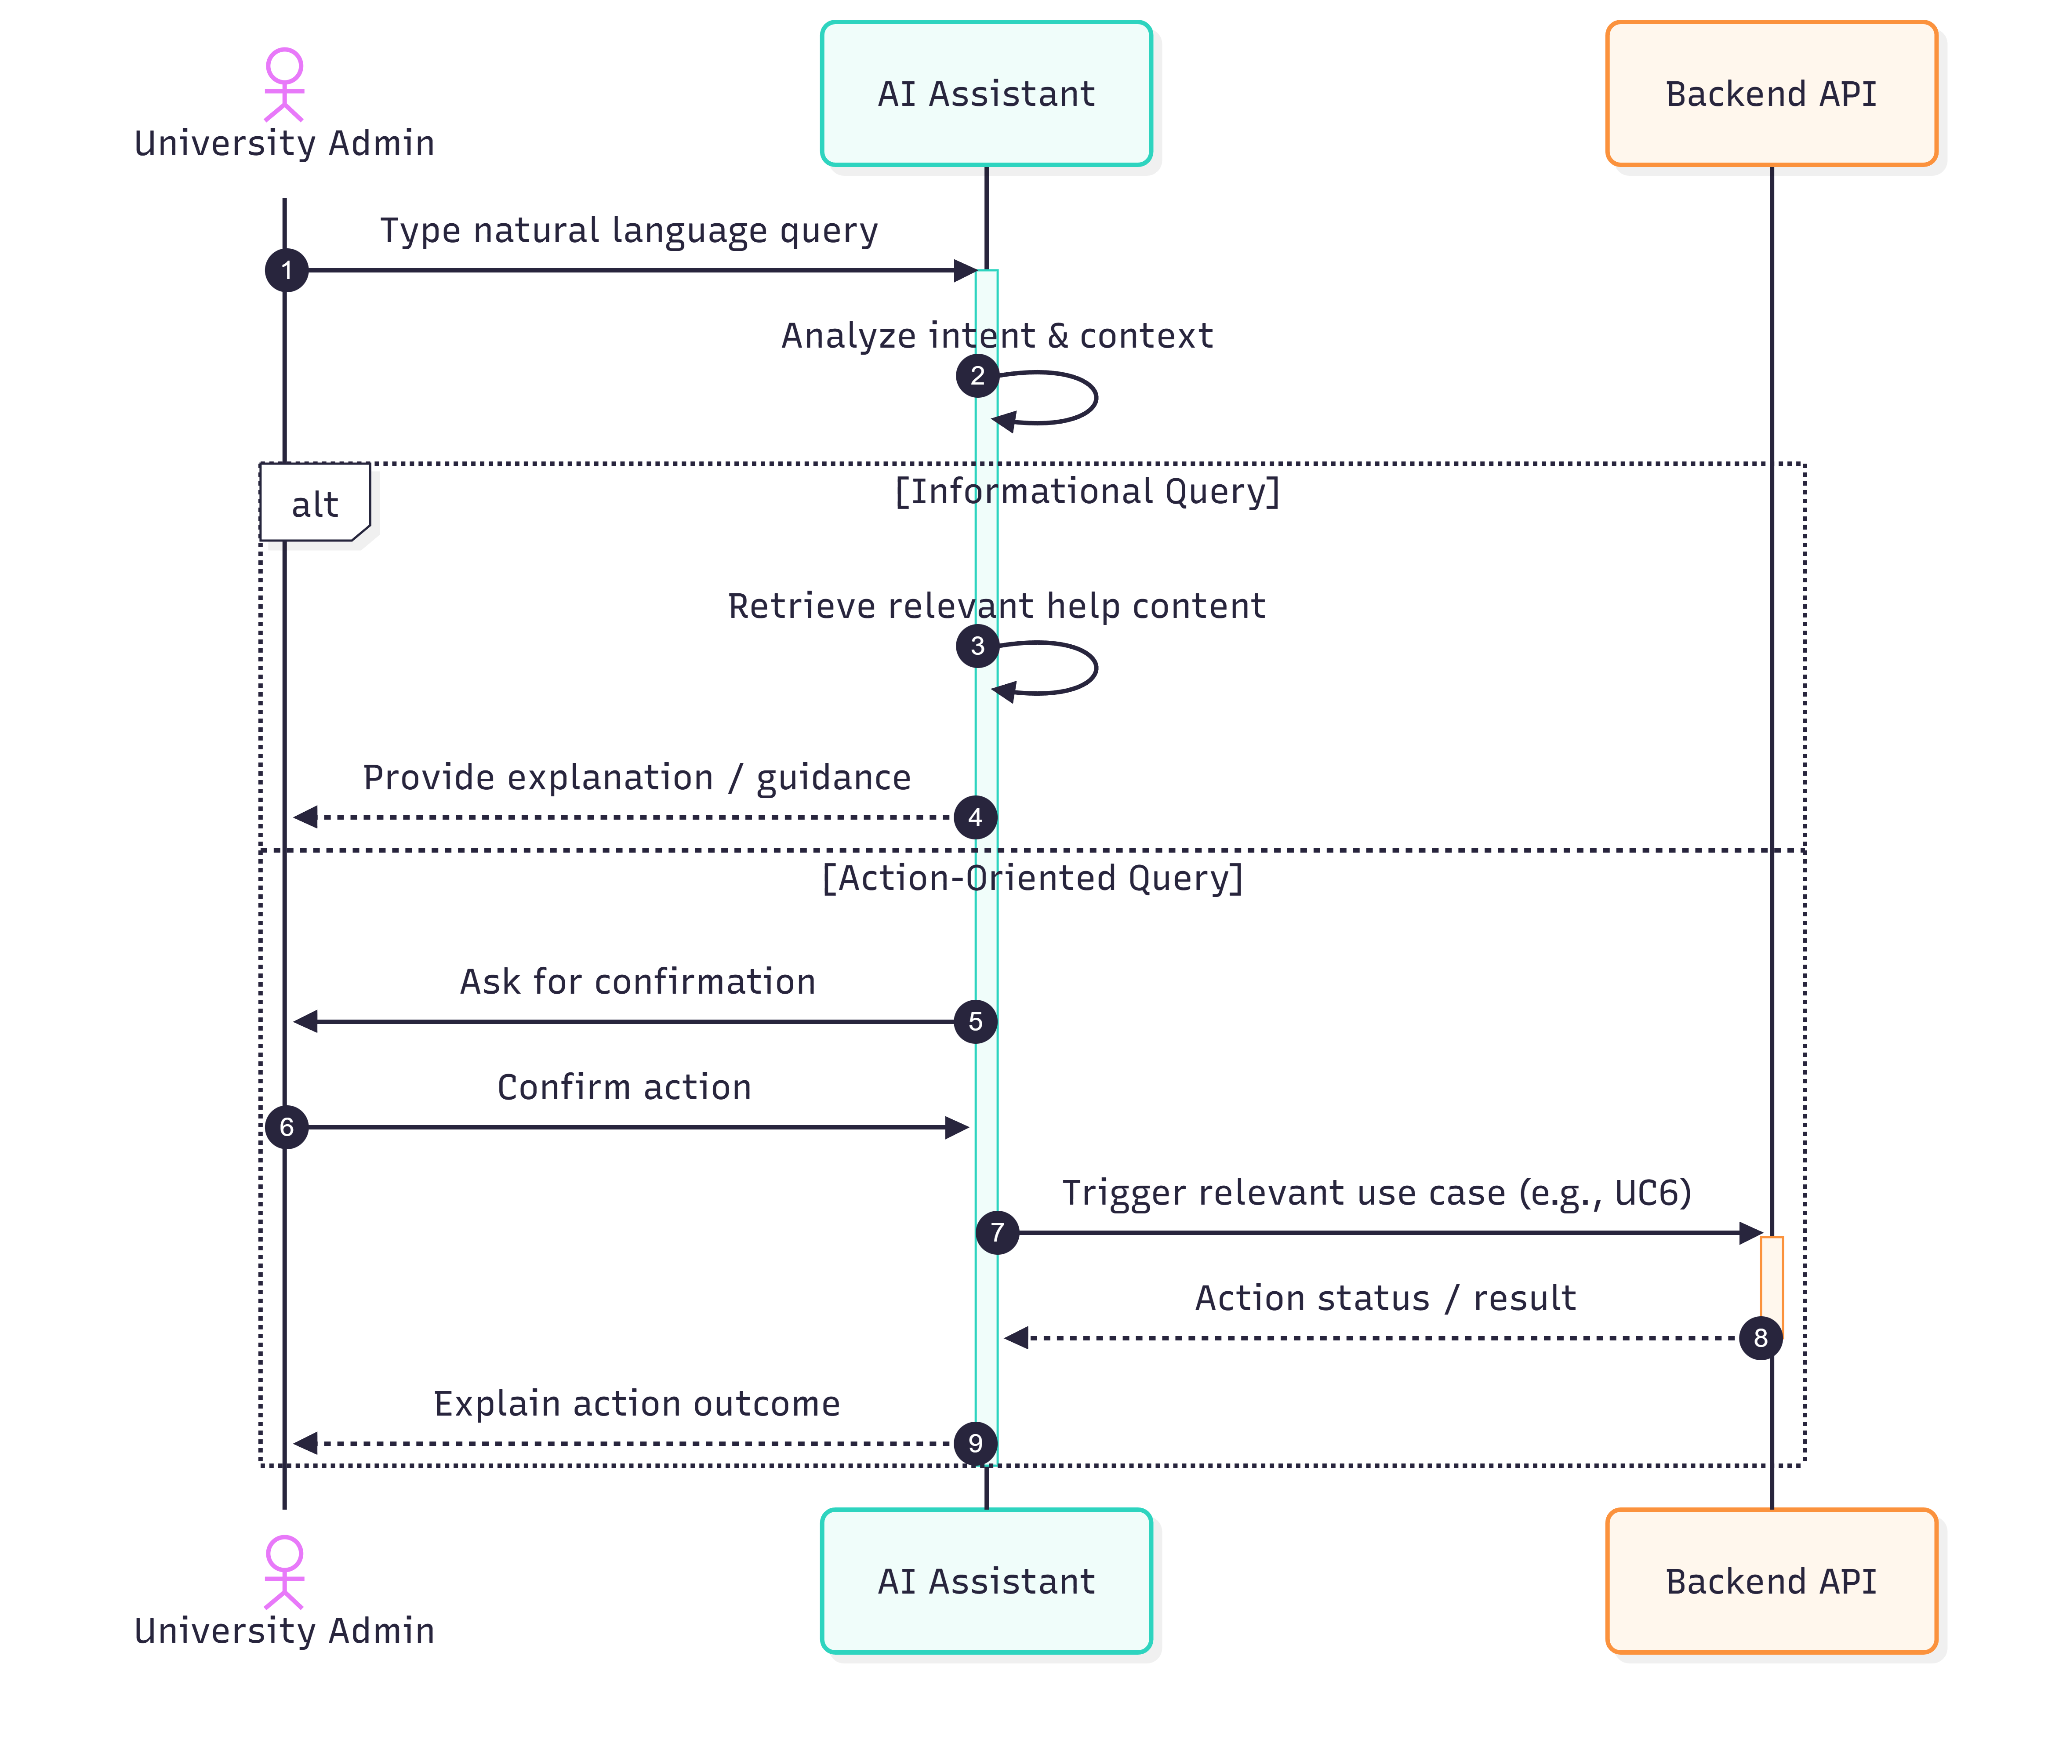 University Admin
AI Assistant
Backend API
Type natural language query
1
Analyze intent & context
2
alt
[Informational Query]
Retrieve relevant help content
3
Provide explanation / guidance
4
[Action-Oriented Query]
Ask for confirmation
5
Confirm action
6
Trigger relevant use case (e.g., UC6)
7
Action status / result
8
Explain action outcome
9
University Admin
AI Assistant
Backend API